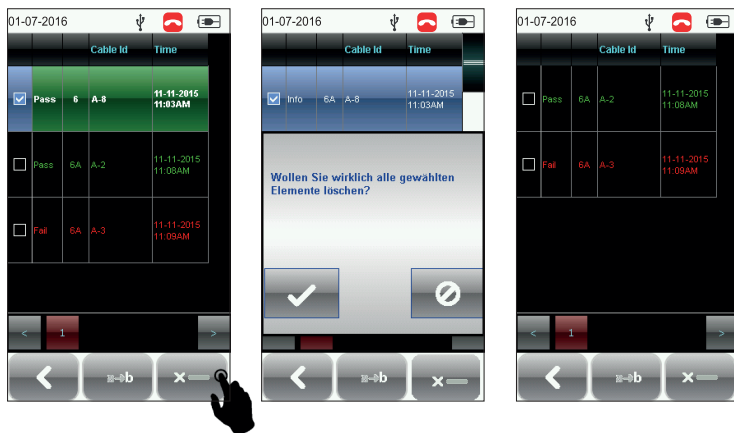 01-07-2016
Cable Id Time
Pass 6 A-8 11-11-2015
11:03AM
Pass 6A A-2 11-11-2015
11:08AM
Fail 6A A-3 11-11-2015
11:09AM
< 1 >
b
01-07-2016
Cable Id Time
Info 6A A-8 11-11-2015
11:03AM
Wollen Sie wirklich alle gewählten
Elemente löschen?
b
01-07-2016
Cable Id Time
Pass 6A A-2 11-11-2015
11:08AM
Fail 6A A-3 11-11-2015
11:09AM
< 1 >
b